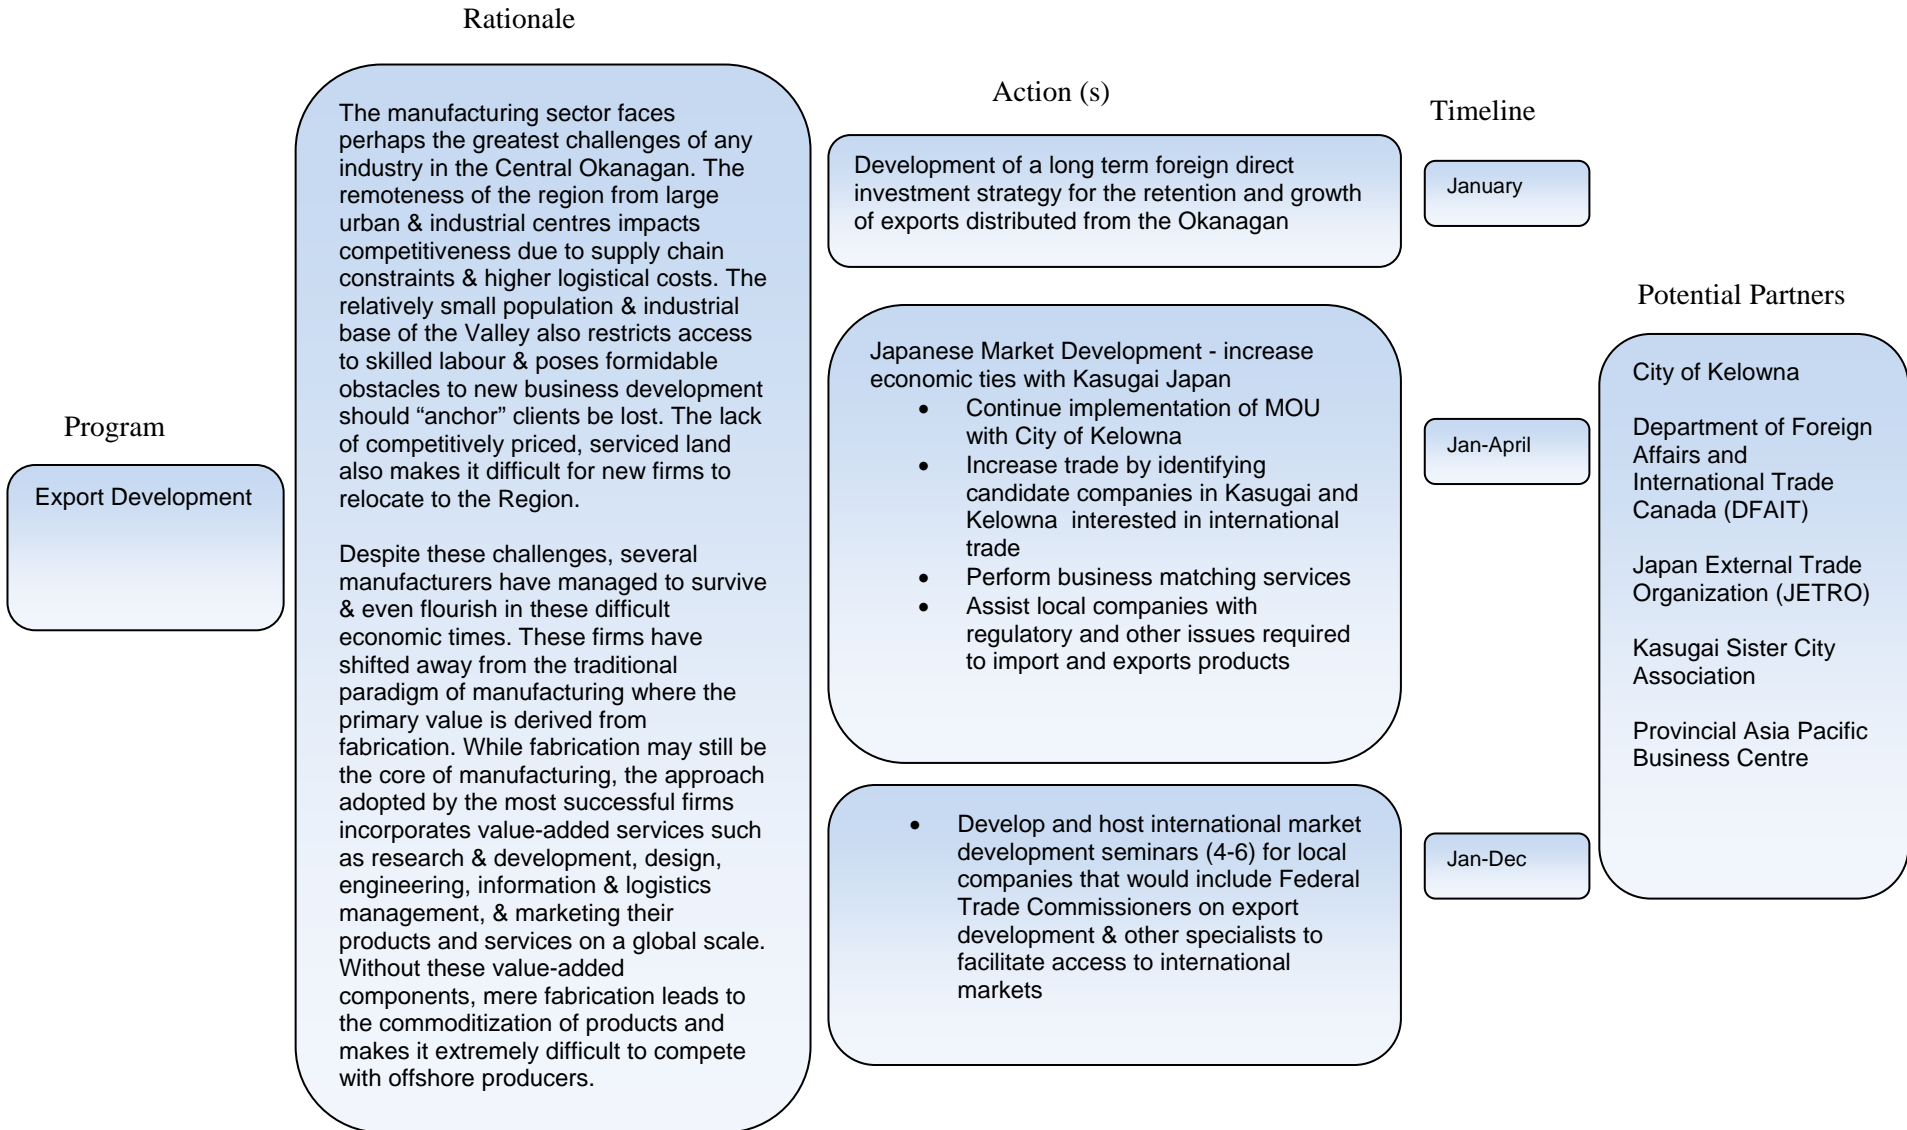 Program
Export Development
Rationale
The manufacturing sector faces
perhaps the greatest challenges of any
industry in the Central Okanagan. The
remoteness of the region from large
urban & industrial centres impacts
competitiveness due to supply chain
constraints & higher logistical costs. The
relatively small population & industrial
base of the Valley also restricts access
to skilled labour & poses formidable
obstacles to new business development
should “anchor” clients be lost. The lack
of competitively priced, serviced land
also makes it difficult for new firms to
relocate to the Region.
Despite these challenges, several
manufacturers have managed to survive
& even flourish in these difficult
economic times. These firms have
shifted away from the traditional
paradigm of manufacturing where the
primary value is derived from
fabrication. While fabrication may still be
the core of manufacturing, the approach
adopted by the most successful firms
incorporates value-added services such
as research & development, design,
engineering, information & logistics
management, & marketing their
products and services on a global scale.
Without these value-added
components, mere fabrication leads to
the commoditization of products and
makes it extremely difficult to compete
with offshore producers.
Action (s)
Development of a long term foreign direct
investment strategy for the retention and growth
of exports distributed from the Okanagan
Japanese Market Development - increase
economic ties with Kasugai Japan
• Continue implementation of MOU
with City of Kelowna
• Increase trade by identifying
candidate companies in Kasugai and
Kelowna interested in international
trade
• Perform business matching services
• Assist local companies with
regulatory and other issues required
to import and exports products
• Develop and host international market
development seminars (4-6) for local
companies that would include Federal
Trade Commissioners on export
development & other specialists to
facilitate access to international
markets
Timeline
January
Jan-April
Jan-Dec
Potential Partners
City of Kelowna
Department of Foreign
Affairs and
International Trade
Canada (DFAIT)
Japan External Trade
Organization (JETRO)
Kasugai Sister City
Association
Provincial Asia Pacific
Business Centre